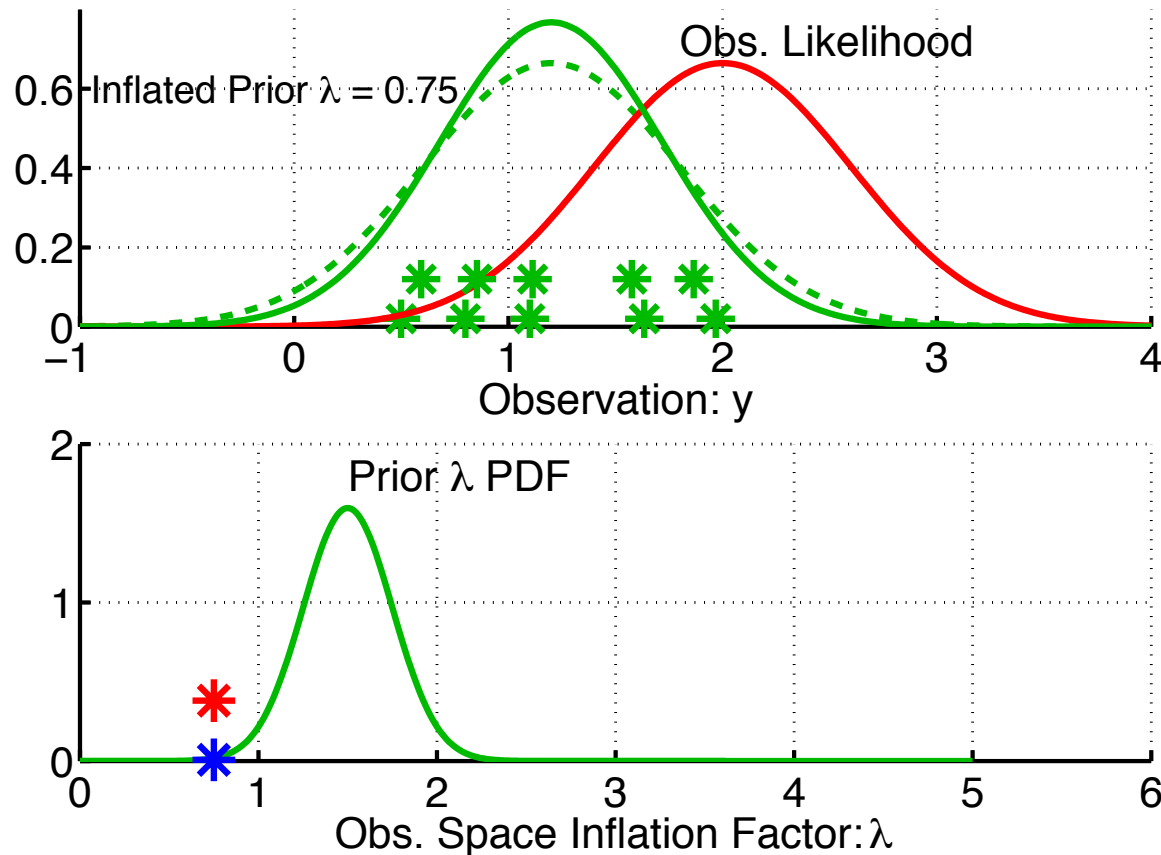 Obs. Likelihood
Inflated Prior λ = 0.75
0.6
0.4
0.2
0
−1 0 1 2 3 4
Observation: y
2
Prior λ PDF
1
0
0 1 2 3 4 5 6
Obs. Space Inflation Factor: λ